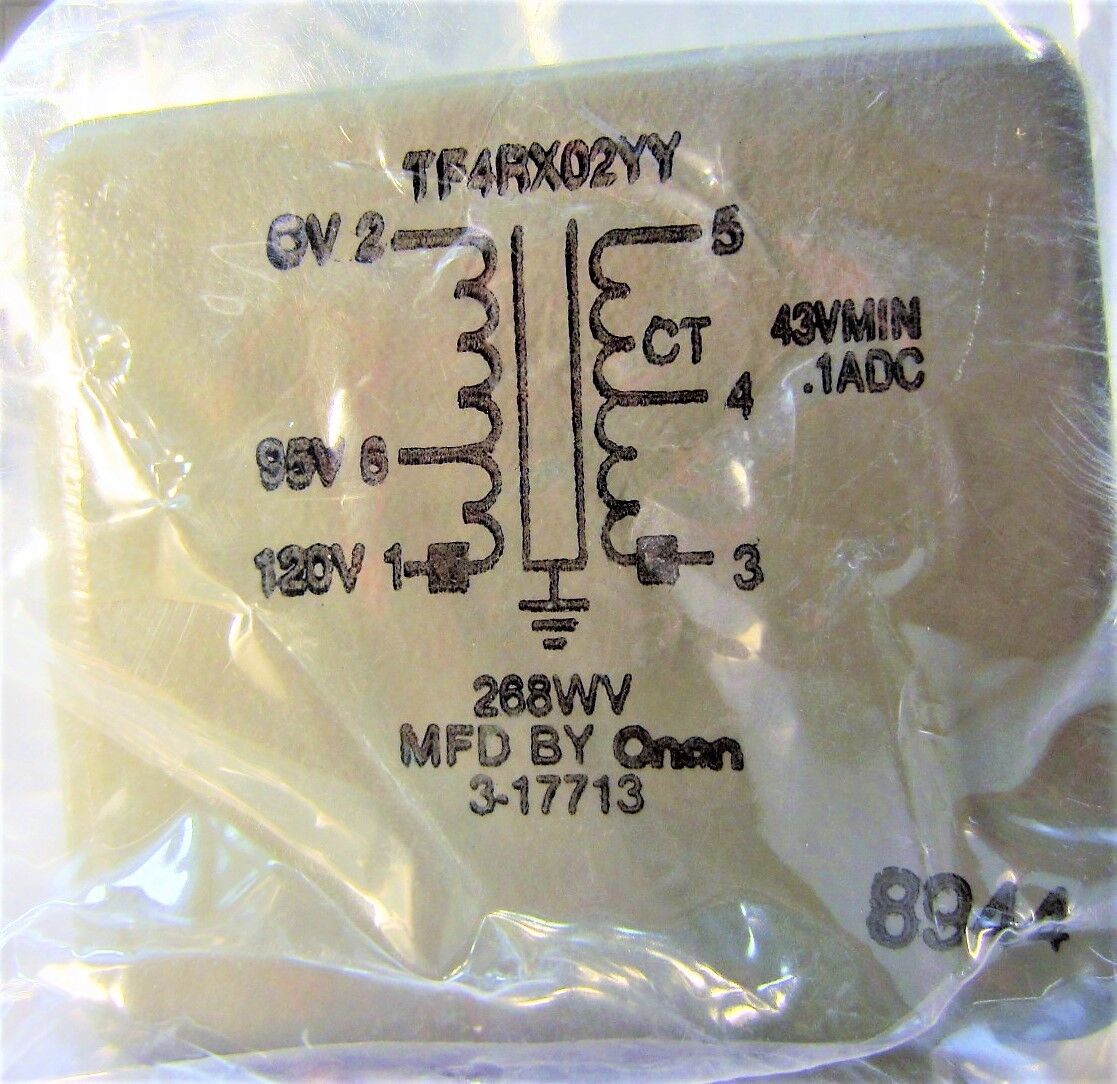 TF4RX02YY
6V 2
5
CT
43VMIN
.1ADC
4
95V 6
120V 1
3
268WV
MFD BY Onan
3-17713
8944